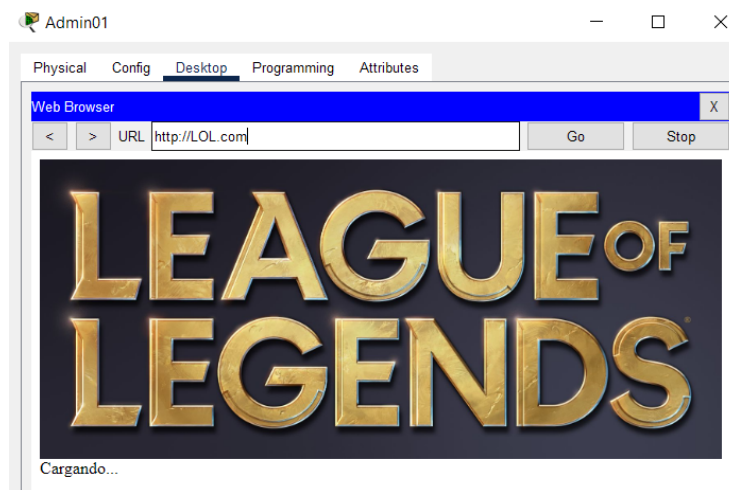 Admin01
Physical Config Desktop Programming Attributes
Web Browser X
< > URL http://LOL.com Go Stop
LEAGUE OF
LEGENDS
Cargando...